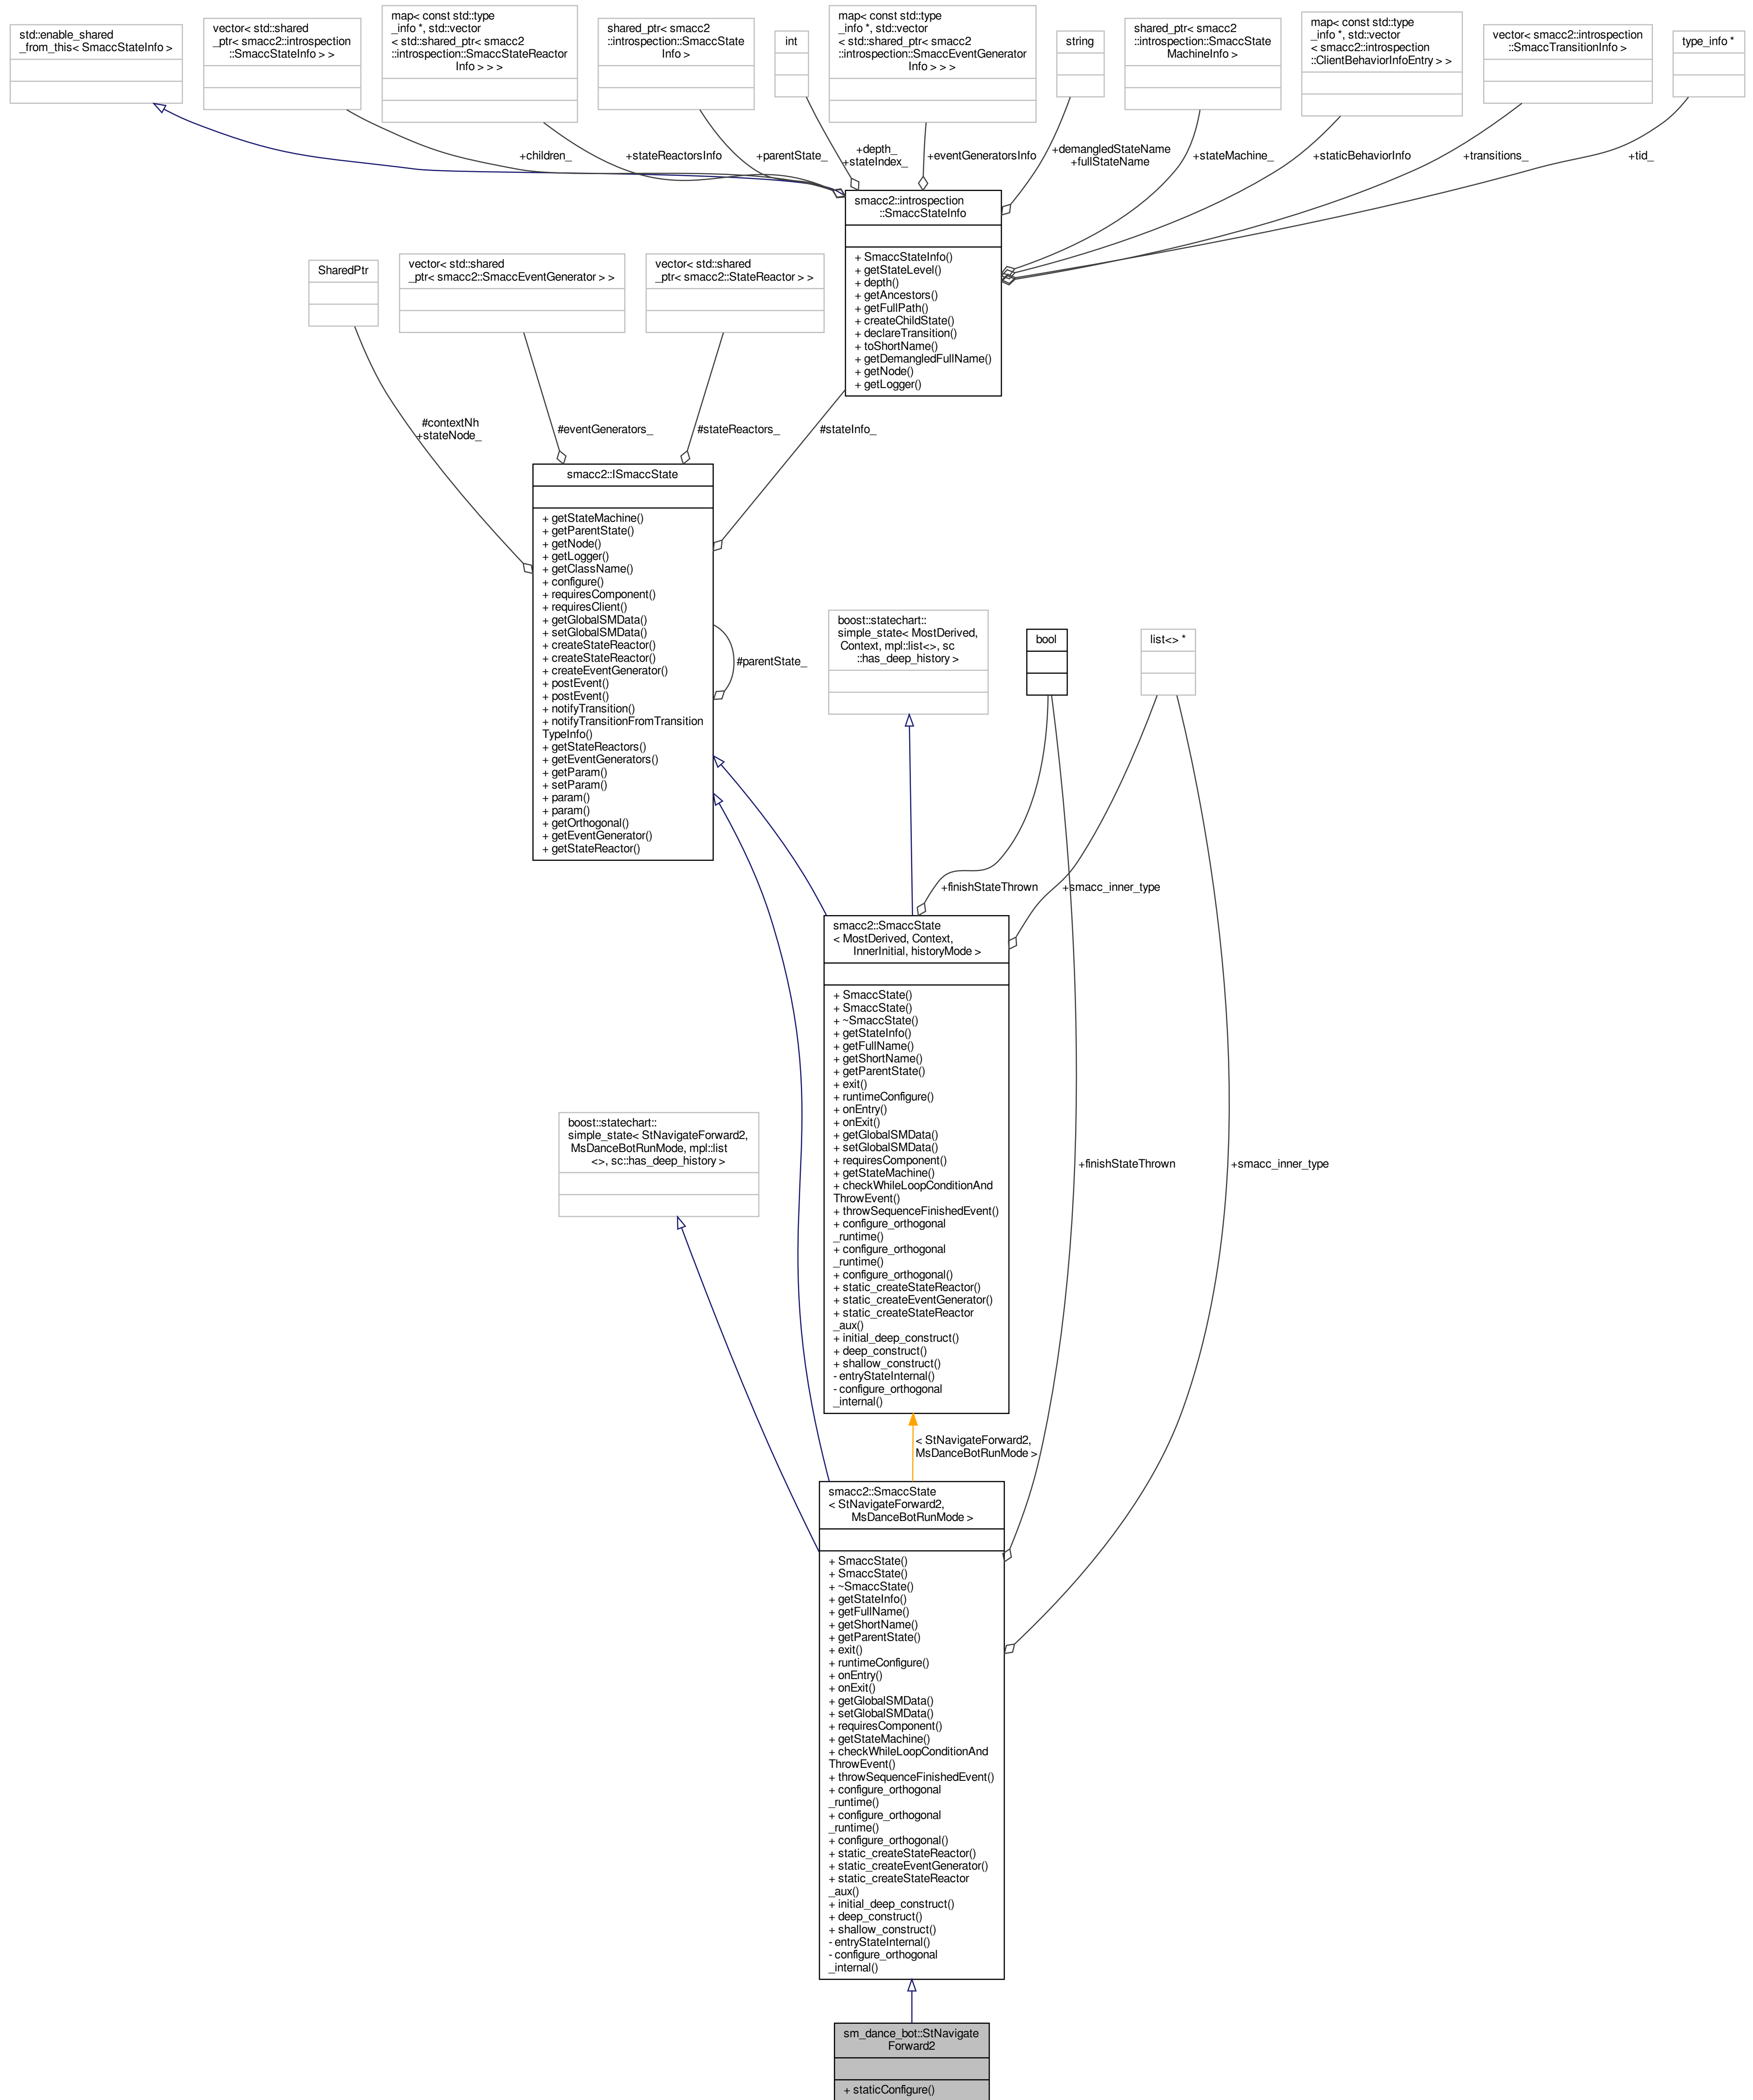 std::enable_shared
_from_this< SmaccStateInfo >
vector< std::shared
_ptr< smacc2::introspection
::SmaccStateInfo > >
map< const std::type
_info *, std::vector
< std::shared_ptr< smacc2
::introspection::SmaccStateReactor
Info > > >
shared_ptr< smacc2
::introspection::SmaccState
Info >
int
map< const std::type
_info *, std::vector
< std::shared_ptr< smacc2
::introspection::SmaccEventGenerator
Info > > >
string
shared_ptr< smacc2
::introspection::SmaccState
MachineInfo >
map< const std::type
_info *, std::vector
< smacc2::introspection
::ClientBehaviorInfoEntry > >
vector< smacc2::introspection
::SmaccTransitionInfo >
type_info *
+children_
+stateReactorsInfo
+parentState_
+depth_
+stateIndex_
+eventGeneratorsInfo
+demangledStateName
+fullStateName
+stateMachine_
+staticBehaviorInfo
+transitions_
+tid_
smacc2::introspection
::SmaccStateInfo
+ SmaccStateInfo()
+ getStateLevel()
+ depth()
+ getAncestors()
+ getFullPath()
+ createChildState()
+ declareTransition()
+ toShortName()
+ getDemangledFullName()
+ getNode()
+ getLogger()
SharedPtr
vector< std::shared
_ptr< smacc2::SmaccEventGenerator > >
vector< std::shared
_ptr< smacc2::StateReactor > >
#contextNh
+stateNode_
#eventGenerators_
#stateReactors_
#stateInfo_
smacc2::ISmaccState
+ getStateMachine()
+ getParentState()
+ getNode()
+ getLogger()
+ getClassName()
+ configure()
+ requiresComponent()
+ requiresClient()
+ getGlobalSMData()
+ setGlobalSMData()
+ createStateReactor()
+ createStateReactor()
+ createEventGenerator()
+ postEvent()
+ postEvent()
+ notifyTransition()
+ notifyTransitionFromTransition
TypeInfo()
+ getStateReactors()
+ getEventGenerators()
+ getParam()
+ setParam()
+ param()
+ param()
+ getOrthogonal()
+ getEventGenerator()
+ getStateReactor()
#parentState_
boost::statechart::
simple_state< MostDerived,
Context, mpl::list<>, sc
::has_deep_history >
bool
list<> *
+finishStateThrown
+smacc_inner_type
smacc2::SmaccState
< MostDerived, Context,
InnerInitial, historyMode >
+ SmaccState()
+ SmaccState()
+ ~SmaccState()
+ getStateInfo()
+ getFullName()
+ getShortName()
+ getParentState()
+ exit()
+ runtimeConfigure()
+ onEntry()
+ onExit()
+ getGlobalSMData()
+ setGlobalSMData()
+ requiresComponent()
+ getStateMachine()
+ checkWhileLoopConditionAnd
ThrowEvent()
+ throwSequenceFinishedEvent()
+ configure_orthogonal
_runtime()
+ configure_orthogonal
_runtime()
+ configure_orthogonal()
+ static_createStateReactor()
+ static_createEventGenerator()
+ static_createStateReactor
_aux()
+ initial_deep_construct()
+ deep_construct()
+ shallow_construct()
- entryStateInternal()
- configure_orthogonal
_internal()
boost::statechart::
simple_state< StNavigateForward2,
MsDanceBotRunMode, mpl::list
<>, sc::has_deep_history >
+finishStateThrown
+smacc_inner_type
< StNavigateForward2,
MsDanceBotRunMode >
smacc2::SmaccState
< StNavigateForward2,
MsDanceBotRunMode >
+ SmaccState()
+ SmaccState()
+ ~SmaccState()
+ getStateInfo()
+ getFullName()
+ getShortName()
+ getParentState()
+ exit()
+ runtimeConfigure()
+ onEntry()
+ onExit()
+ getGlobalSMData()
+ setGlobalSMData()
+ requiresComponent()
+ getStateMachine()
+ checkWhileLoopConditionAnd
ThrowEvent()
+ throwSequenceFinishedEvent()
+ configure_orthogonal
_runtime()
+ configure_orthogonal
_runtime()
+ configure_orthogonal()
+ static_createStateReactor()
+ static_createEventGenerator()
+ static_createStateReactor
_aux()
+ initial_deep_construct()
+ deep_construct()
+ shallow_construct()
- entryStateInternal()
- configure_orthogonal
_internal()
sm_dance_bot::StNavigate
Forward2
+ staticConfigure()